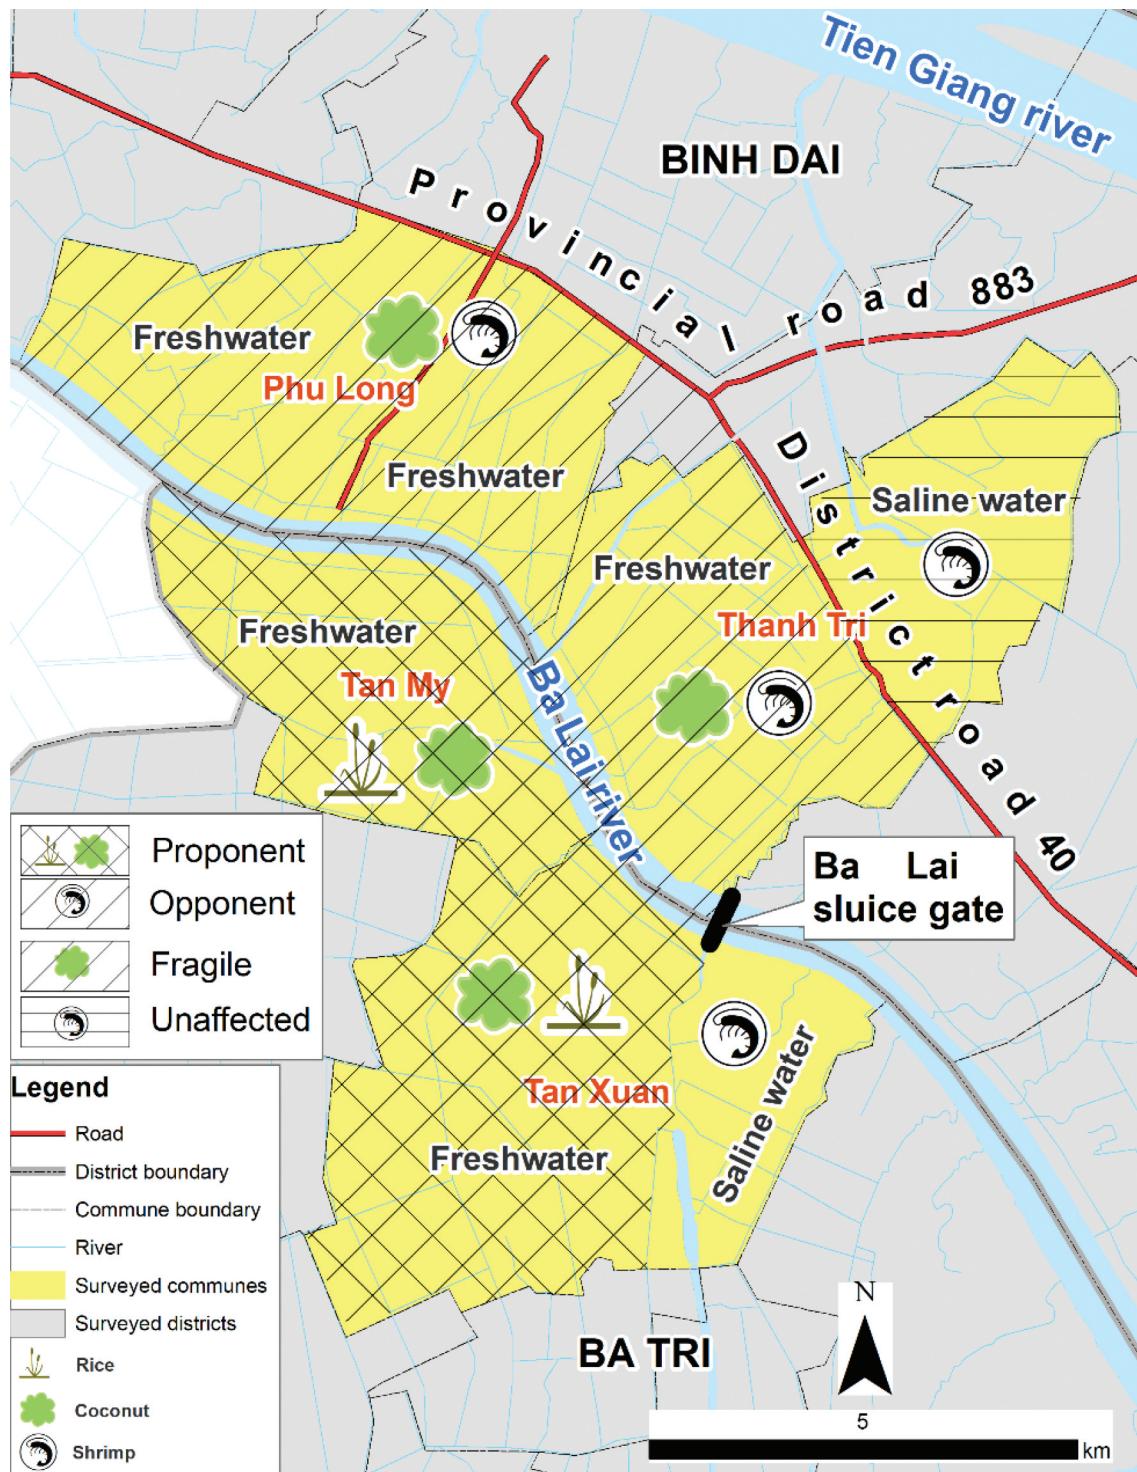 Tien Giang river
BINH DAI
Provincial road 883
Freshwater
Phu Long
Freshwater
District road 40
Saline water
Freshwater
Thanh Tri
Freshwater
Tan My
Ba Lai river
Ba Lai
sluice gate
Proponent
Opponent
Fragile
Unaffected
Tan Xuan
Freshwater
Saline water
Legend
Road
District boundary
Commune boundary
River
Surveyed communes
Surveyed districts
Rice
Coconut
Shrimp
BA TRI
N
5
km